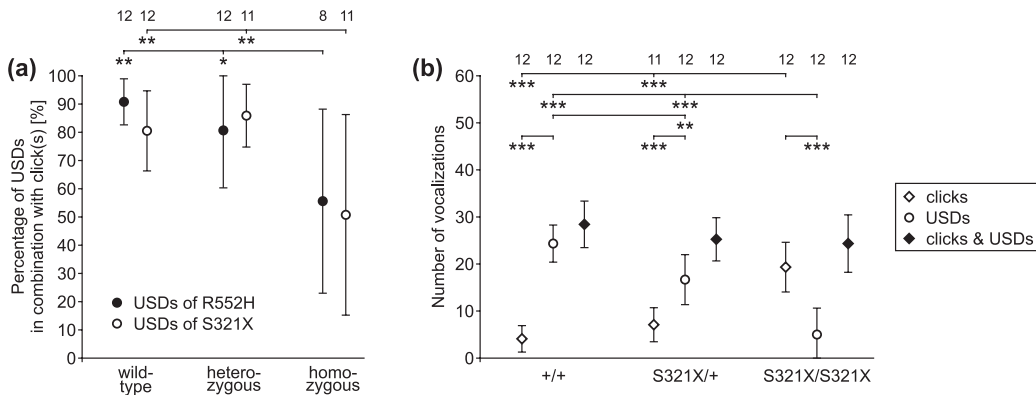 (a)
12 12 12 11 8 11
** **
** *
Percentage of USDs
in combination with click(s) [%]
100
90
80
70
60
50
40
30
20
10
0
USDs of R552H
USDs of S321X
wild-
type
hetero-
zygous
homo-
zygous
(b)
12 12 12 11 12 12 12 12 12
*** ***
*** ***
**
*** *** ***
Number of vocalizations
60
50
40
30
20
10
0
+/+ S321X/+ S321X/S321X
clicks
USDs
clicks & USDs